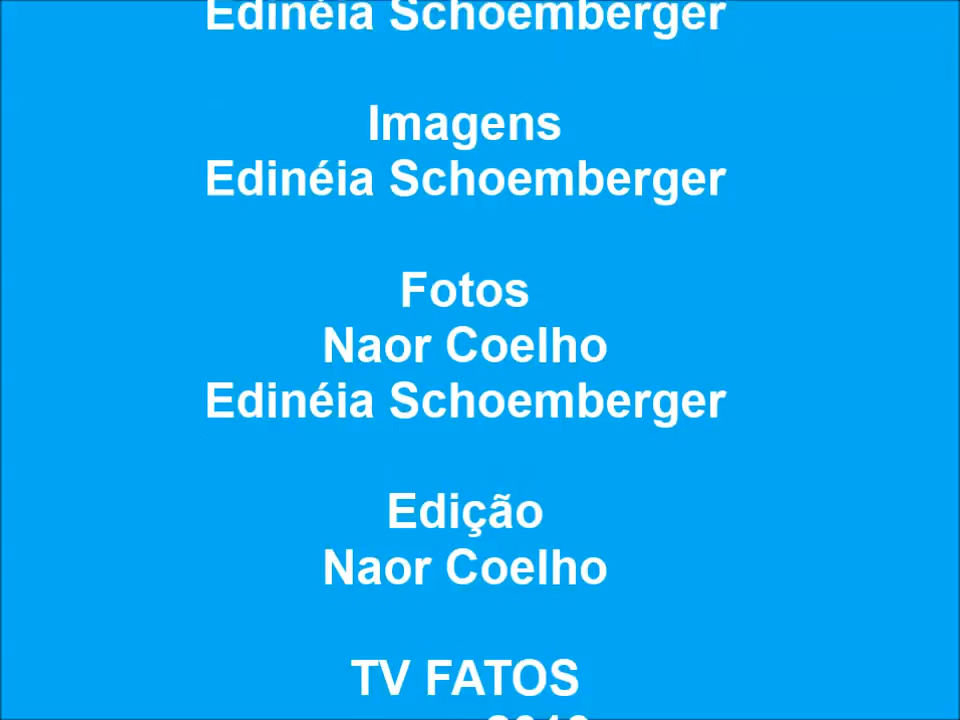 Edinéia Schoemberger
Imagens
Edinéia Schoemberger
Fotos
Naor Coelho
Edinéia Schoemberger
Edição
Naor Coelho
TV FATOS